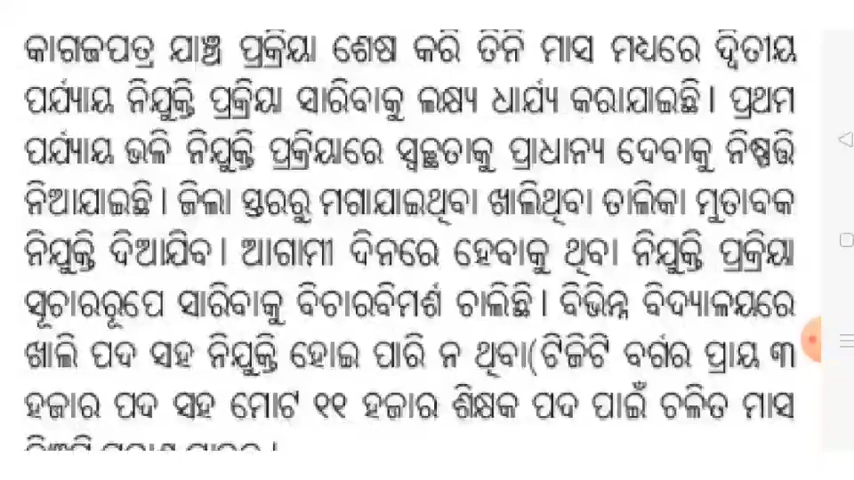 କାଗଜପତ୍ର ଯାଞ୍ଚ ପ୍ରକ୍ରିୟା ଶେଷ କରି ତିନି ମାସ ମଧ୍ୟରେ ଦ୍ୱିତୀୟ
ପର୍ଯ୍ୟାୟ ନିଯୁକ୍ତି ପ୍ରକ୍ରିୟା ସାରିବାକୁ ଲକ୍ଷ୍ୟ ଧାର୍ଯ୍ୟ କରାଯାଇଛି। ପ୍ରଥମ
ପର୍ଯ୍ୟାୟ ଭଳି ନିଯୁକ୍ତି ପ୍ରକ୍ରିୟାରେ ସ୍ୱଚ୍ଛତାକୁ ପ୍ରାଧାନ୍ୟ ଦେବାକୁ ନିଷ୍ପତ୍ତି
ନିଆଯାଇଛି। ଜିଲା ସ୍ତରରୁ ମଗାଯାଇଥିବା ଖାଲିଥିବା ତାଲିକା ମୁତାବକ
ନିଯୁକ୍ତି ଦିଆଯିବ। ଆଗାମୀ ଦିନରେ ହେବାକୁ ଥିବା ନିଯୁକ୍ତି ପ୍ରକ୍ରିୟା
ସୂଚାରରୂପେ ସାରିବାକୁ ବିଚାରବିମର୍ଶ ଚାଲିଛି। ବିଭିନ୍ନ ବିଦ୍ୟାଳୟରେ
ଖାଲି ପଦ ସହ ନିଯୁକ୍ତି ହୋଇ ପାରି ନ ଥିବା(ଟିଜିଟି ବର୍ଗର ପ୍ରାୟ ୩
ହଜାର ପଦ ସହ ମୋଟ ୧୧ ହଜାର ଶିକ୍ଷକ ପଦ ପାଇଁ ଚଳିତ ମାସ